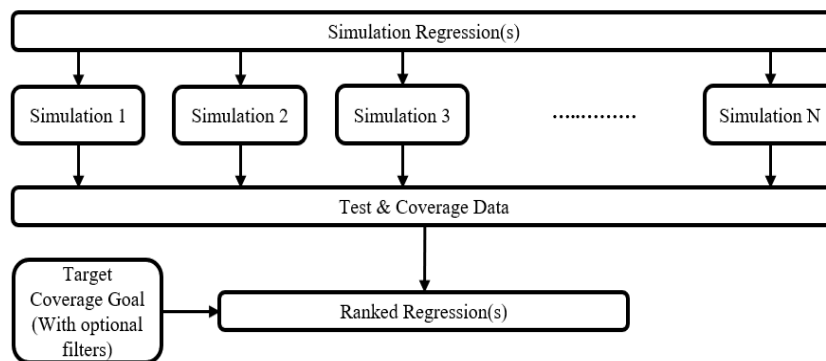 Simulation Regression(s)
Simulation 1
Simulation 2
Simulation 3
...............
Simulation N
Test & Coverage Data
Target
Coverage Goal
(With optional
filters)
Ranked Regression(s)